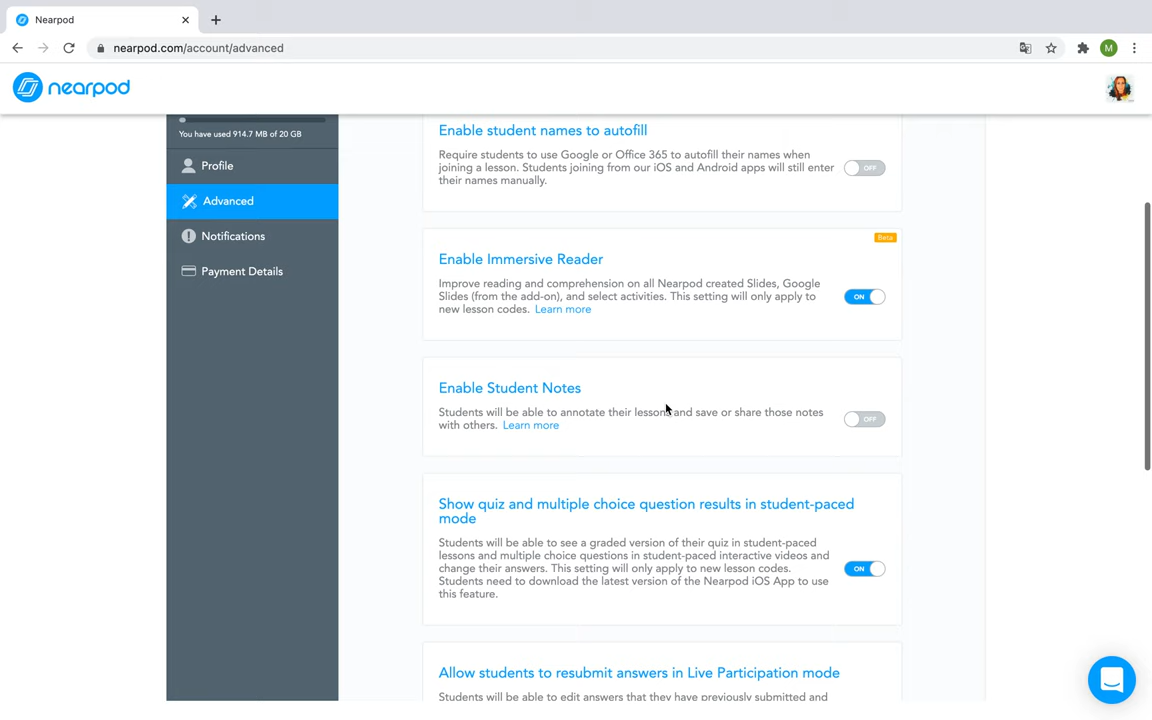 Nearpod
nearpod.com/account/advanced
M
nearpod
You have used 914.7 MB of 20 GB
Profile
Advanced
Notifications
Payment Details
Enable student names to autofill
Require students to use Google or Office 365 to autofill their names when
joining a lesson. Students joining from our iOS and Android apps will still enter
their names manually.
OFF
Beta
Enable Immersive Reader
Improve reading and comprehension on all Nearpod created Slides, Google
Slides (from the add-on), and select activities. This setting will only apply to
new lesson codes. Learn more
ON
Enable Student Notes
Students will be able to annotate their lessons and save or share those notes
with others. Learn more
OFF
Show quiz and multiple choice question results in student-paced
mode
Students will be able to see a graded version of their quiz in student-paced
lessons and multiple choice questions in student-paced interactive videos and
change their answers. This setting will only apply to new lesson codes.
Students need to download the latest version of the Nearpod iOS App to use
this feature.
ON
Allow students to resubmit answers in Live Participation mode
Students will be able to edit answers that they have previously submitted and